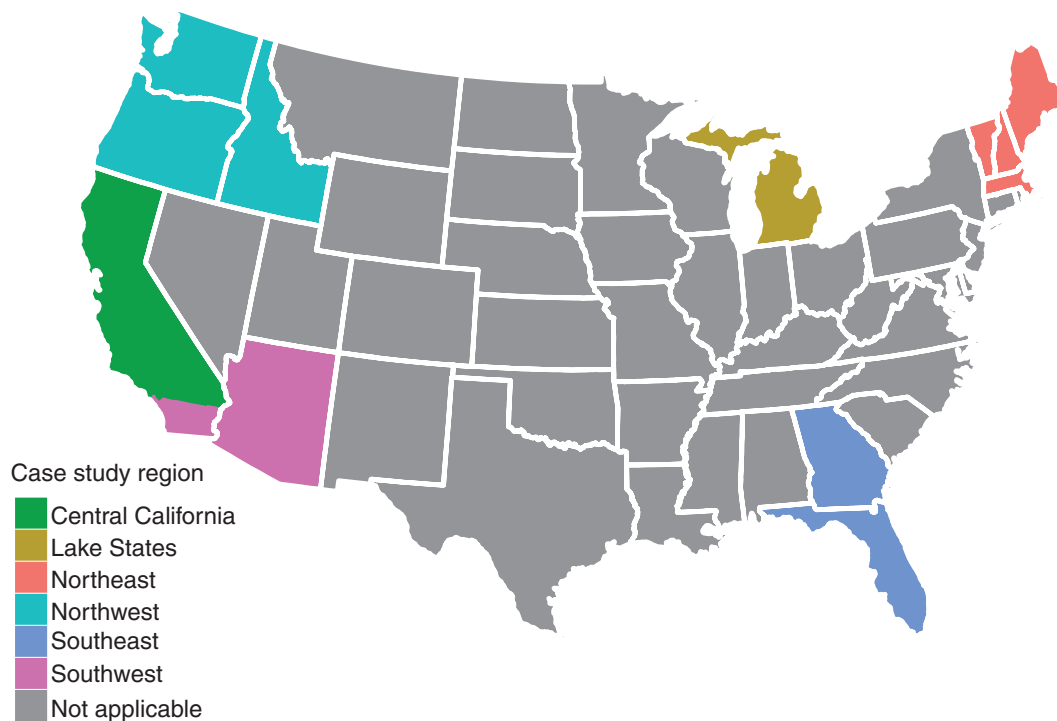 Case study region
Central California
Lake States
Northeast
Northwest
Southeast
Southwest
Not applicable